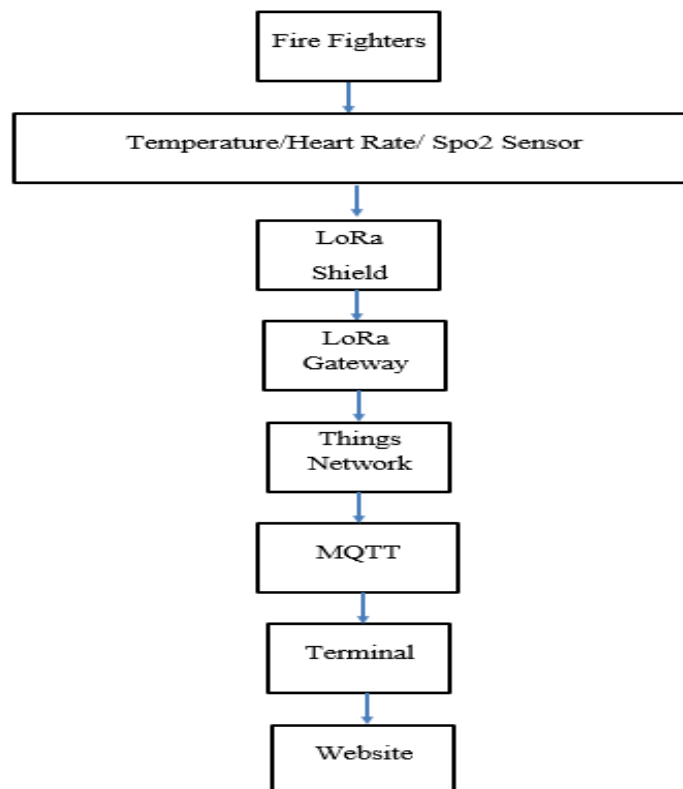 Fire Fighters
Temperature/Heart Rate/ Spo2 Sensor
LoRa
Shield
LoRa
Gateway
Things
Network
MQTT
Terminal
Website